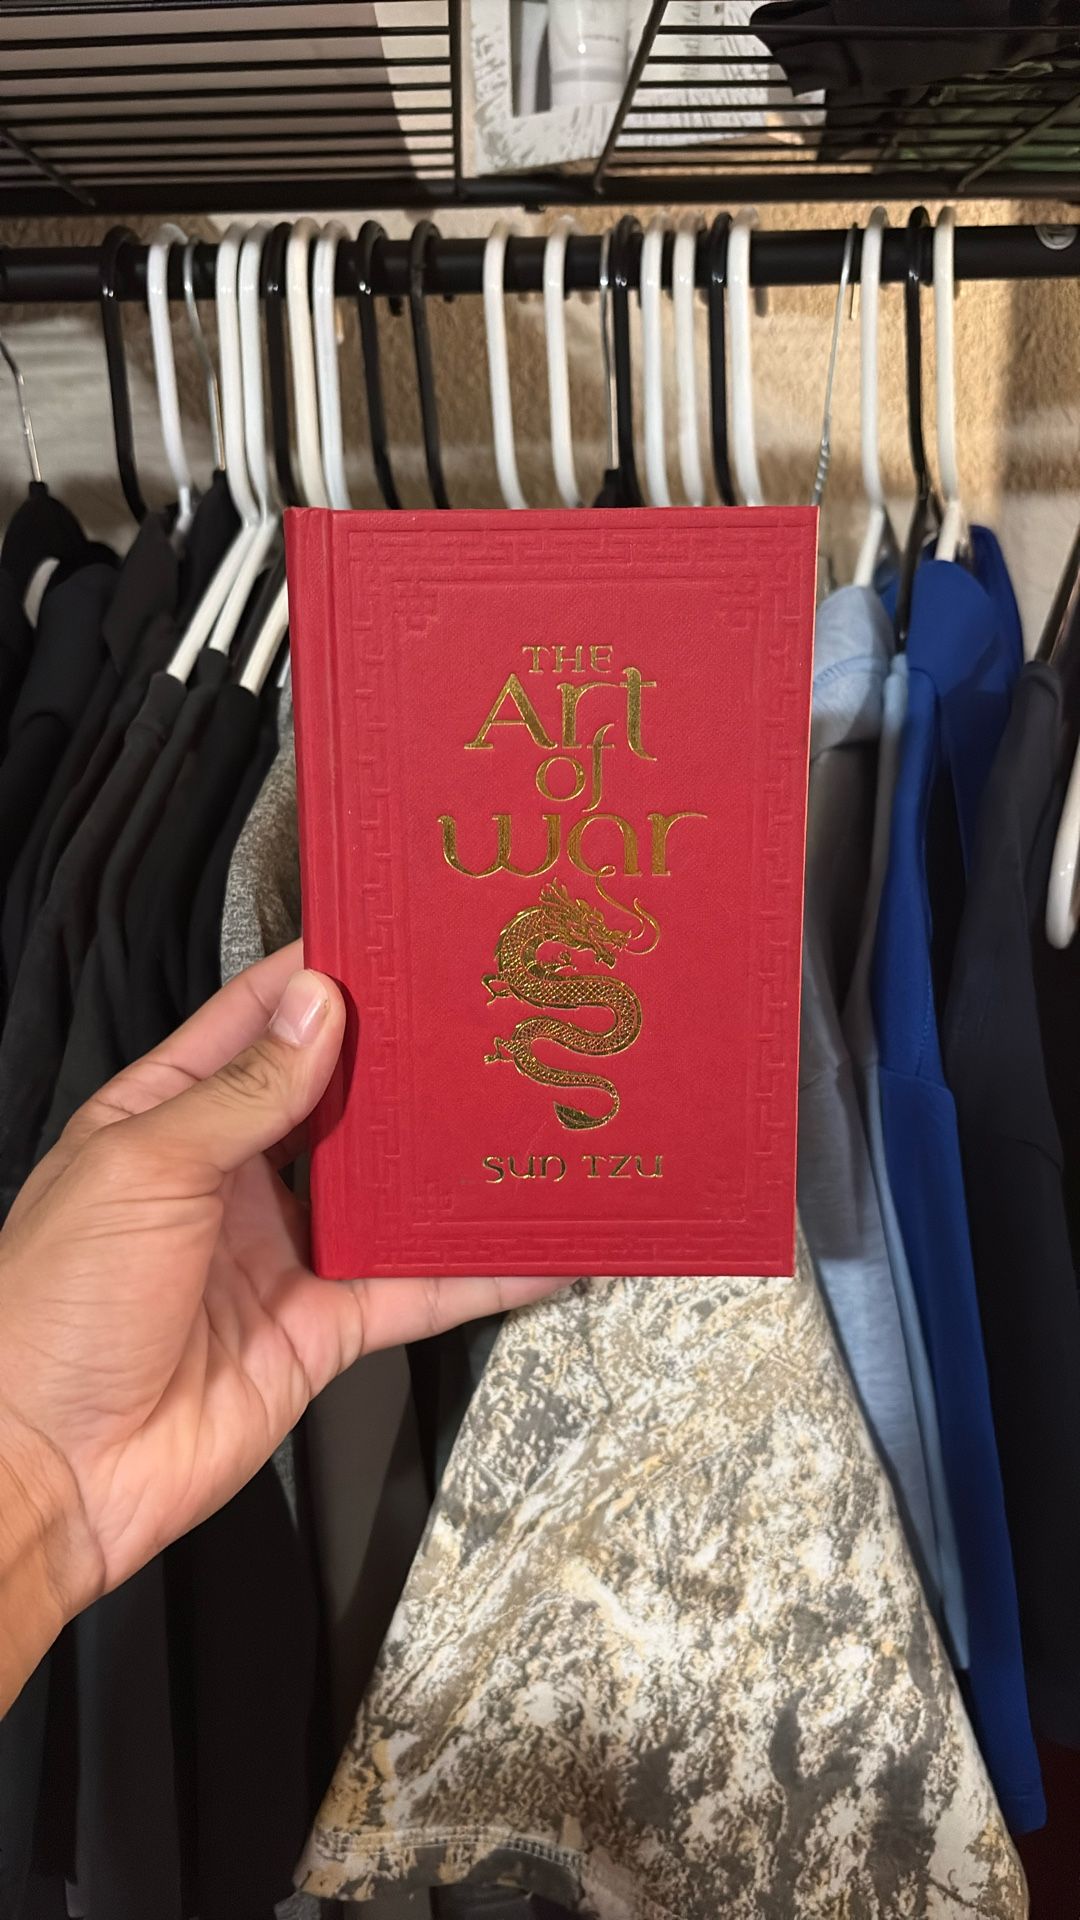 THE
Art
of
war
SUN TZU